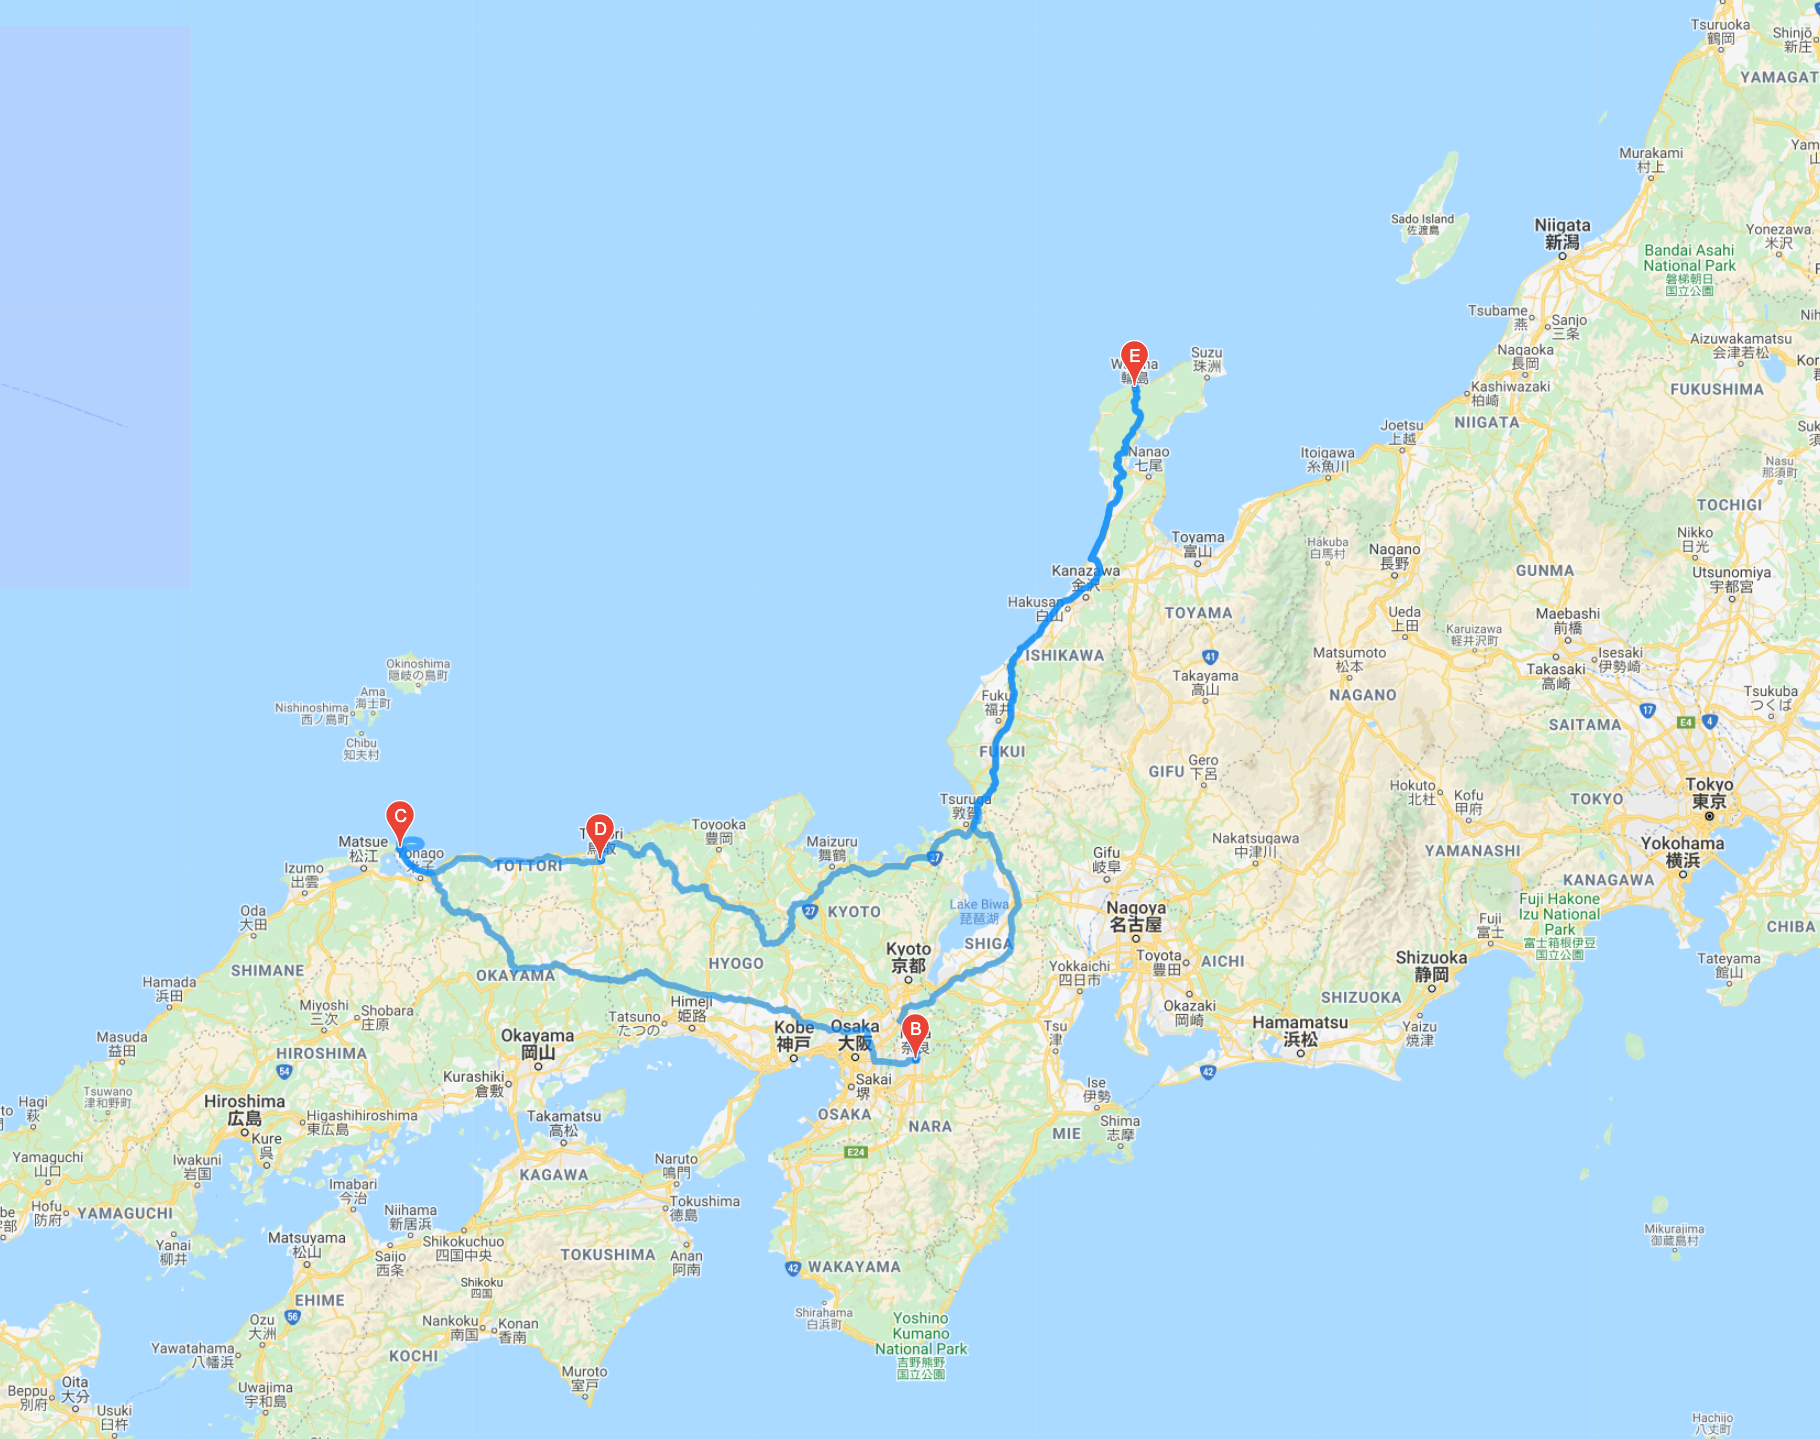 Tsuruoka
鶴岡
Shinjō
新庄
YAMAGAT
Murakami
村上
Yam
Sado Island
佐渡島
Niigata
新潟
Yonezawa
米沢
Bandai Asahi
National Park
磐梯朝日
国立公園
Tsubame
燕
Sanjo
三条
Nih
E
Suzu
珠洲
輪島
Nagaoka
長岡
Aizuwakamatsu
会津若松
Kor
Kashiwazaki
柏崎
FUKUSHIMA
NIIGATA
Joetsu
上越
Suk
Nanao
七尾
Itoigawa
糸魚川
Nasu
那須町
TOCHIGI
Toyama
富山
Hakuba
白馬村
Nagano
長野
Nikko
日光
Kanazawa
金沢
GUNMA
Utsunomiya
宇都宮
Hakusan
白山
TOYAMA
Ueda
上田
Maebashi
前橋
Karuizawa
軽井沢町
ISHIKAWA
41
Matsumoto
松本
Isesaki
伊勢崎
Takasaki
高崎
Okinoshima
隠岐の島町
Takayama
高山
Ama
海士町
Nishinoshima
西ノ島町
NAGANO
Tsukuba
つくば
Fuku
福井
17
E4
4
SAITAMA
Chibu
知夫村
FUKUI
Gero
下呂
GIFU
Hokuto
北杜
Kofu
甲府
TOKYO
Tokyo
東京
Tsuruga
敦賀
C
D
Toyooka
豊岡
Matsue
松江
Yonago
米子
鳥取
Maizuru
舞鶴
Nakatsugawa
中津川
Gifu
岐阜
YAMANASHI
Yokohama
横浜
Izumo
出雲
TOTTORI
27
KANAGAWA
Oda
大田
27
KYOTO
Lake Biwa
琵琶湖
Nagoya
名古屋
Fuji Hakone
Izu National
Park
富士箱根伊豆
国立公園
Fuji
富士
CHIBA
SHIGA
Kyoto
京都
Toyota
豊田
AICHI
Shizuoka
静岡
Tateyama
館山
SHIMANE
OKAYAMA
HYOGO
Yokkaichi
四日市
Hamada
浜田
Miyoshi
三次
Shobara
庄原
Himeji
姫路
Tatsuno
たつの
Okazaki
岡崎
SHIZUOKA
Masuda
益田
Okayama
岡山
Kobe
神戸
Osaka
大阪
B
奈良
Tsu
津
Hamamatsu
浜松
Yaizu
焼津
HIROSHIMA
54
Kurashiki
倉敷
Sakai
堺
42
Tsuwano
津和野町
Ise
伊勢
Hagi
萩
Hiroshima
広島
Higashihiroshima
東広島
Takamatsu
高松
OSAKA
NARA
MIE
Shima
志摩
Kure
呉
E24
Yamaguchi
山口
Iwakuni
岩国
Naruto
鳴門
KAGAWA
Imabari
今治
Hofu
防府
YAMAGUCHI
Niihama
新居浜
Tokushima
徳島
Mikurajima
御蔵島村
Yanai
柳井
Matsuyama
松山
Saijo
西条
Shikokuchuo
四国中央
TOKUSHIMA
Anan
阿南
42
WAKAYAMA
Shikoku
四国
EHIME
56
Shirahama
白浜町
Ozu
大洲
Nankoku
南国
Konan
香南
Yoshino
Kumano
National Park
吉野熊野
国立公園
Yawatahama
八幡浜
KOCHI
Muroto
室戸
Beppu
別府
Oita
大分
Uwajima
宇和島
Usuki
臼杵
Hachijo
八丈町